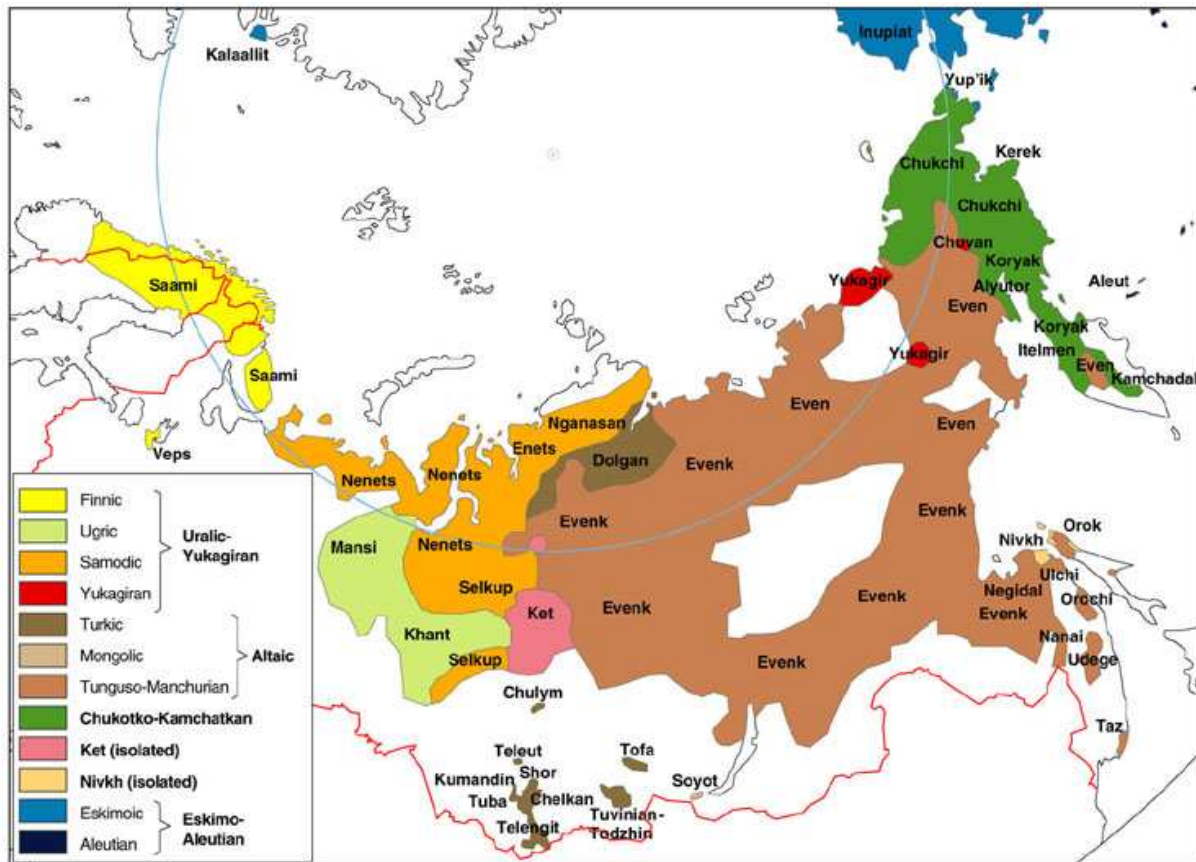 Kalaallit
Inupiat
Yup'ik
Chukchi
Kerek
Chukchi
Chuvan
Koryak
Yukagir
Alyutor
Aleut
Saami
Even
Koryak
Yukagir
Itelmen
Even
Kamchadal
Saami
Nganasan
Even
Even
Veps
Enets
Dolgan
Nenets
Nenets
Evenk
Evenk
Evenk
Mansi
Nenets
Nivkh
Orok
Selkup
Ulchi
Negidal
Ket
Evenk
Evenk
Evenk
Orochi
Khant
Nanai
Selkup
Evenk
Udege
Chulym
Taz
Teleut
Tofa
Kumandin
Shor
Soyot
Tuba
Chelkan
Tuvinian-
Todzhin
Telengit
Finnic
Ugric
Samodic
Yukagiran
Uralic-
Yukagiran
Turkic
Mongolic
Tunguso-Manchurian
Altaic
Chukotko-Kamchatkan
Ket (isolated)
Nivkh (isolated)
Eskimoic
Aleutian
Eskimo-
Aleutian